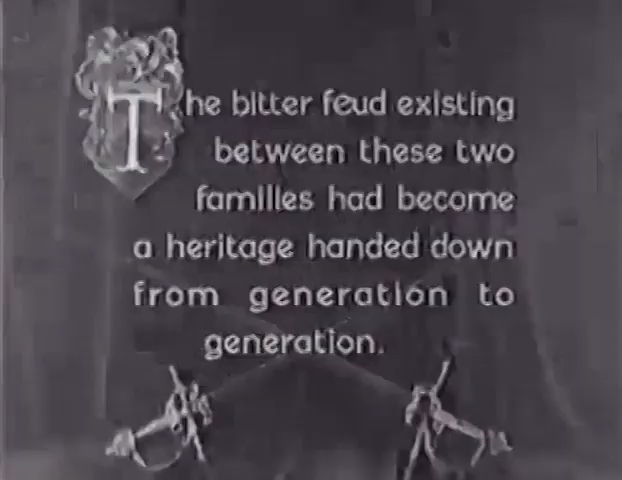 The bitter feud existing
between these two
families had become
a heritage handed down
from generation to
generation.